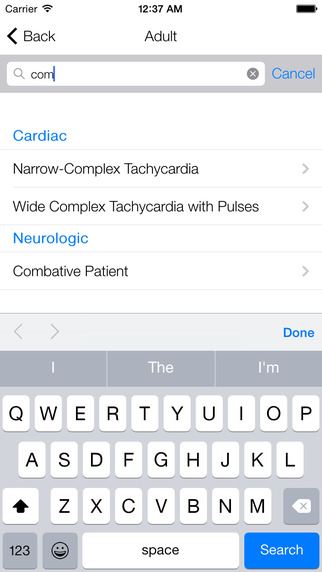 Carrier 12:37 AM
Back Adult
com Cancel
Cardiac
Narrow-Complex Tachycardia
Wide Complex Tachycardia with Pulses
Neurologic
Combative Patient
Done
I The I'm
Q W E R T Y U I O P
A S D F G H J K L
Z X C V B N M
123 space Search